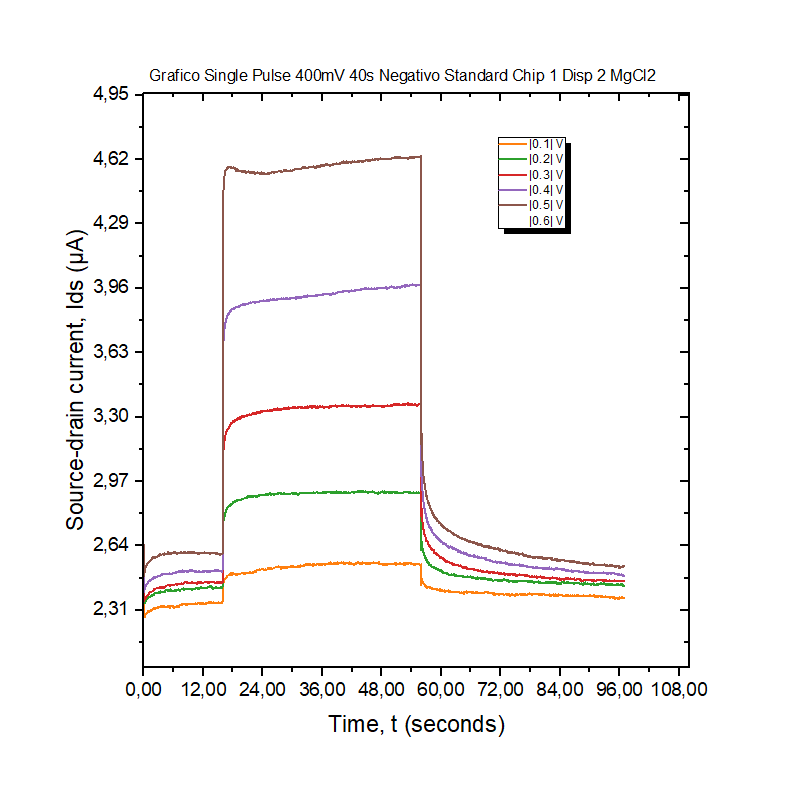 Grafico Single Pulse 400mV 40s Negativo Standard Chip 1 Disp 2 MgCl2
4,95
4,62
4,29
3,96
3,63
3,30
2,97
2,64
2,31
Source-drain current, Ids (µA)
|0.1| V
|0.2| V
|0.3| V
|0.4| V
|0.5| V
|0.6| V
0,00 12,00 24,00 36,00 48,00 60,00 72,00 84,00 96,00 108,00
Time, t (seconds)